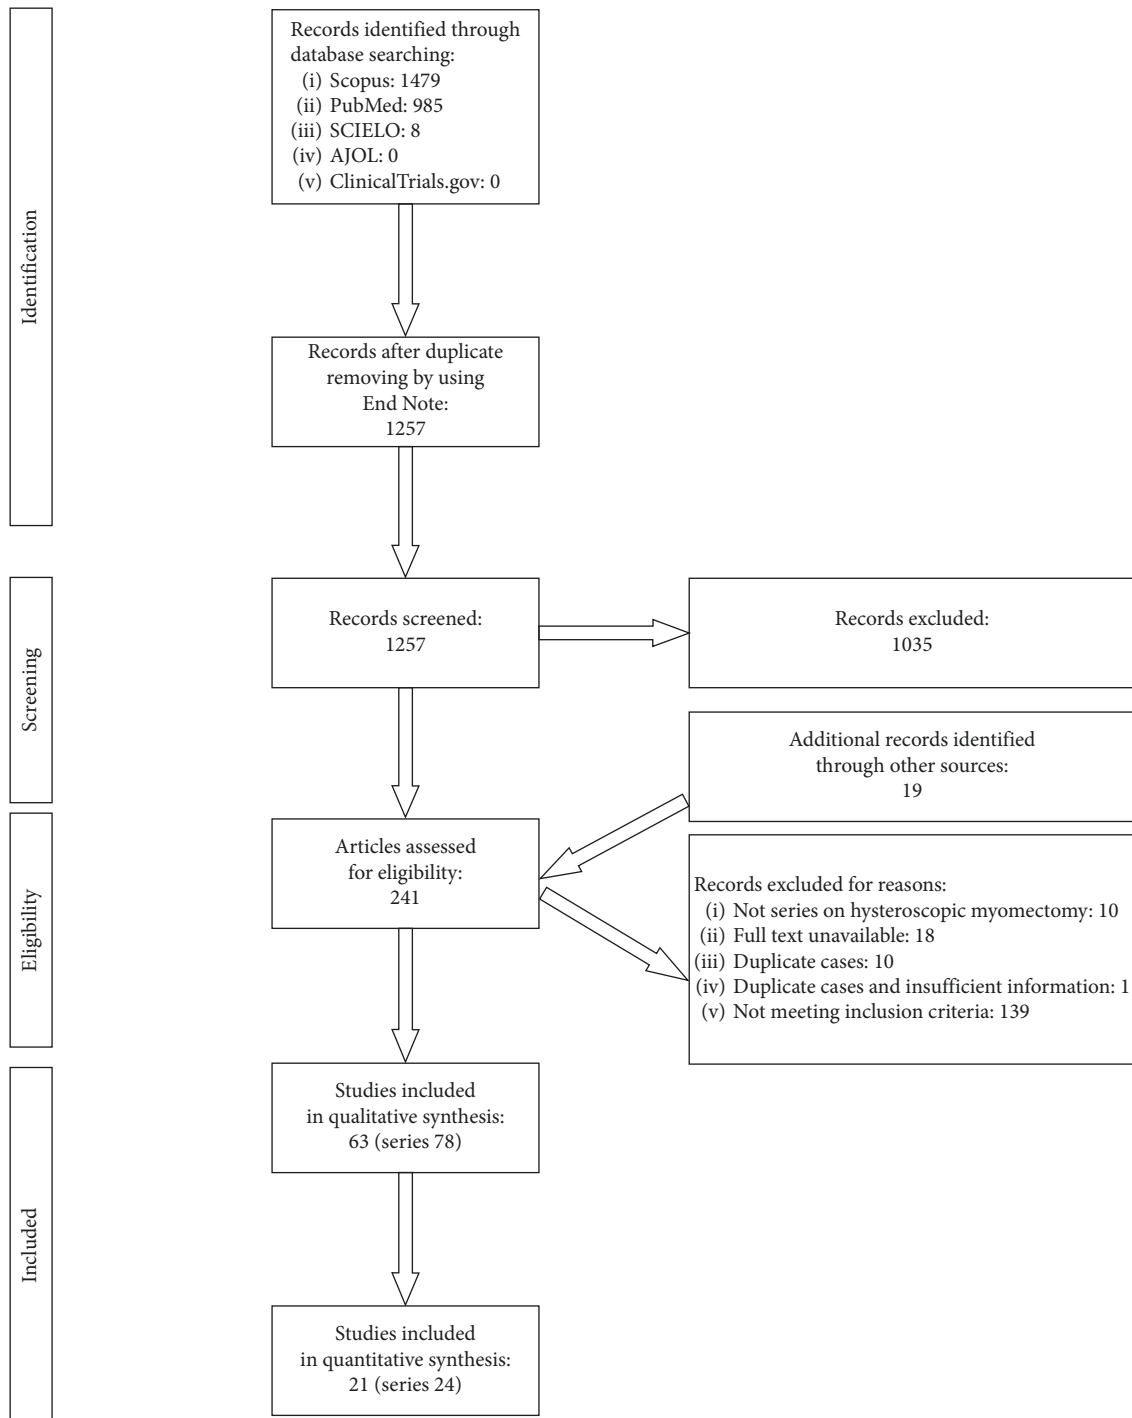 Identification
Records identified through
database searching:
(i) Scopus: 1479
(ii) PubMed: 985
(iii) SCIELO: 8
(iv) AJOL: 0
(v) ClinicalTrials.gov: 0
Records after duplicate
removing by using
End Note:
1257
Screening
Records screened:
1257
Records excluded:
1035
Additional records identified
through other sources:
19
Eligibility
Articles assessed
for eligibility:
241
Records excluded for reasons:
(i) Not series on hysteroscopic myomectomy: 10
(ii) Full text unavailable: 18
(iii) Duplicate cases: 10
(iv) Duplicate cases and insufficient information: 1
(v) Not meeting inclusion criteria: 139
Included
Studies included
in qualitative synthesis:
63 (series 78)
Studies included
in quantitative synthesis:
21 (series 24)